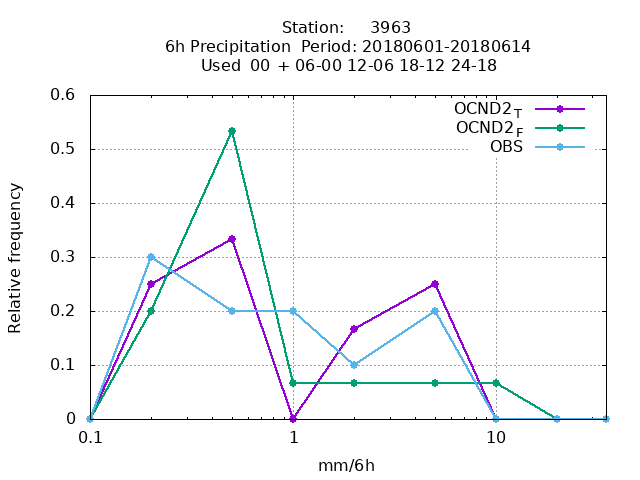 Station: 3963
6h Precipitation Period: 20180601-20180614
Used 00 + 06-00 12-06 18-12 24-18
OCND2T
OCND2F
OBS
0.6
0.5
0.4
0.3
0.2
0.1
0
Relative frequency
0.1 1 10
mm/6h